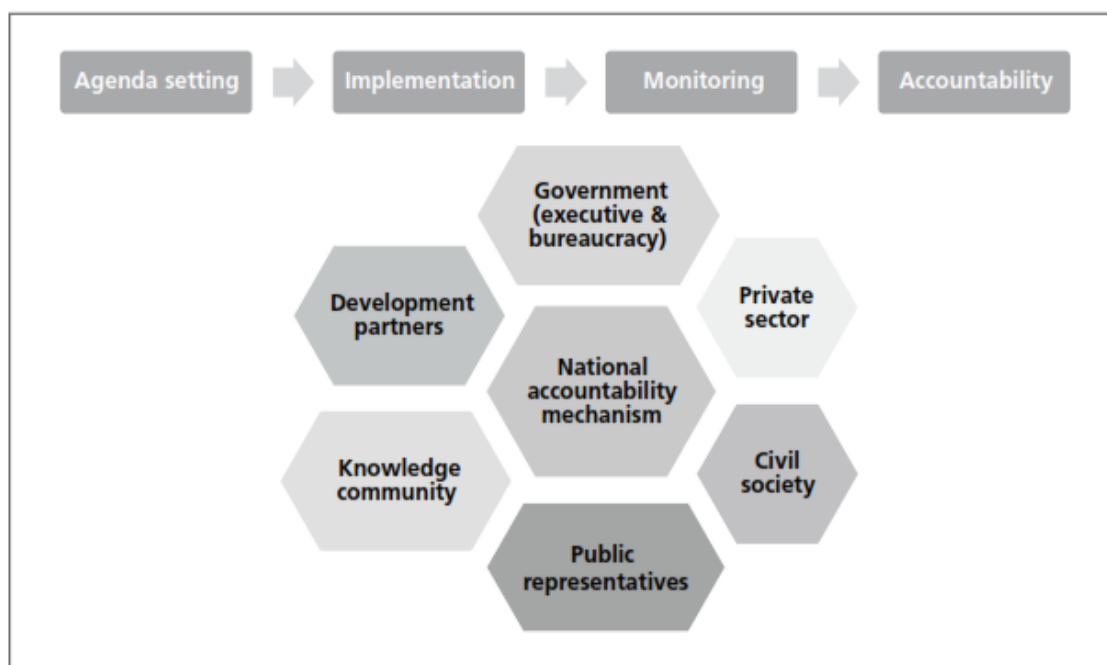 Agenda setting
Implementation
Monitoring
Accountability
Government
(executive &
bureaucracy)
Development
partners
Private
sector
National
accountability
mechanism
Knowledge
community
Civil
society
Public
representatives